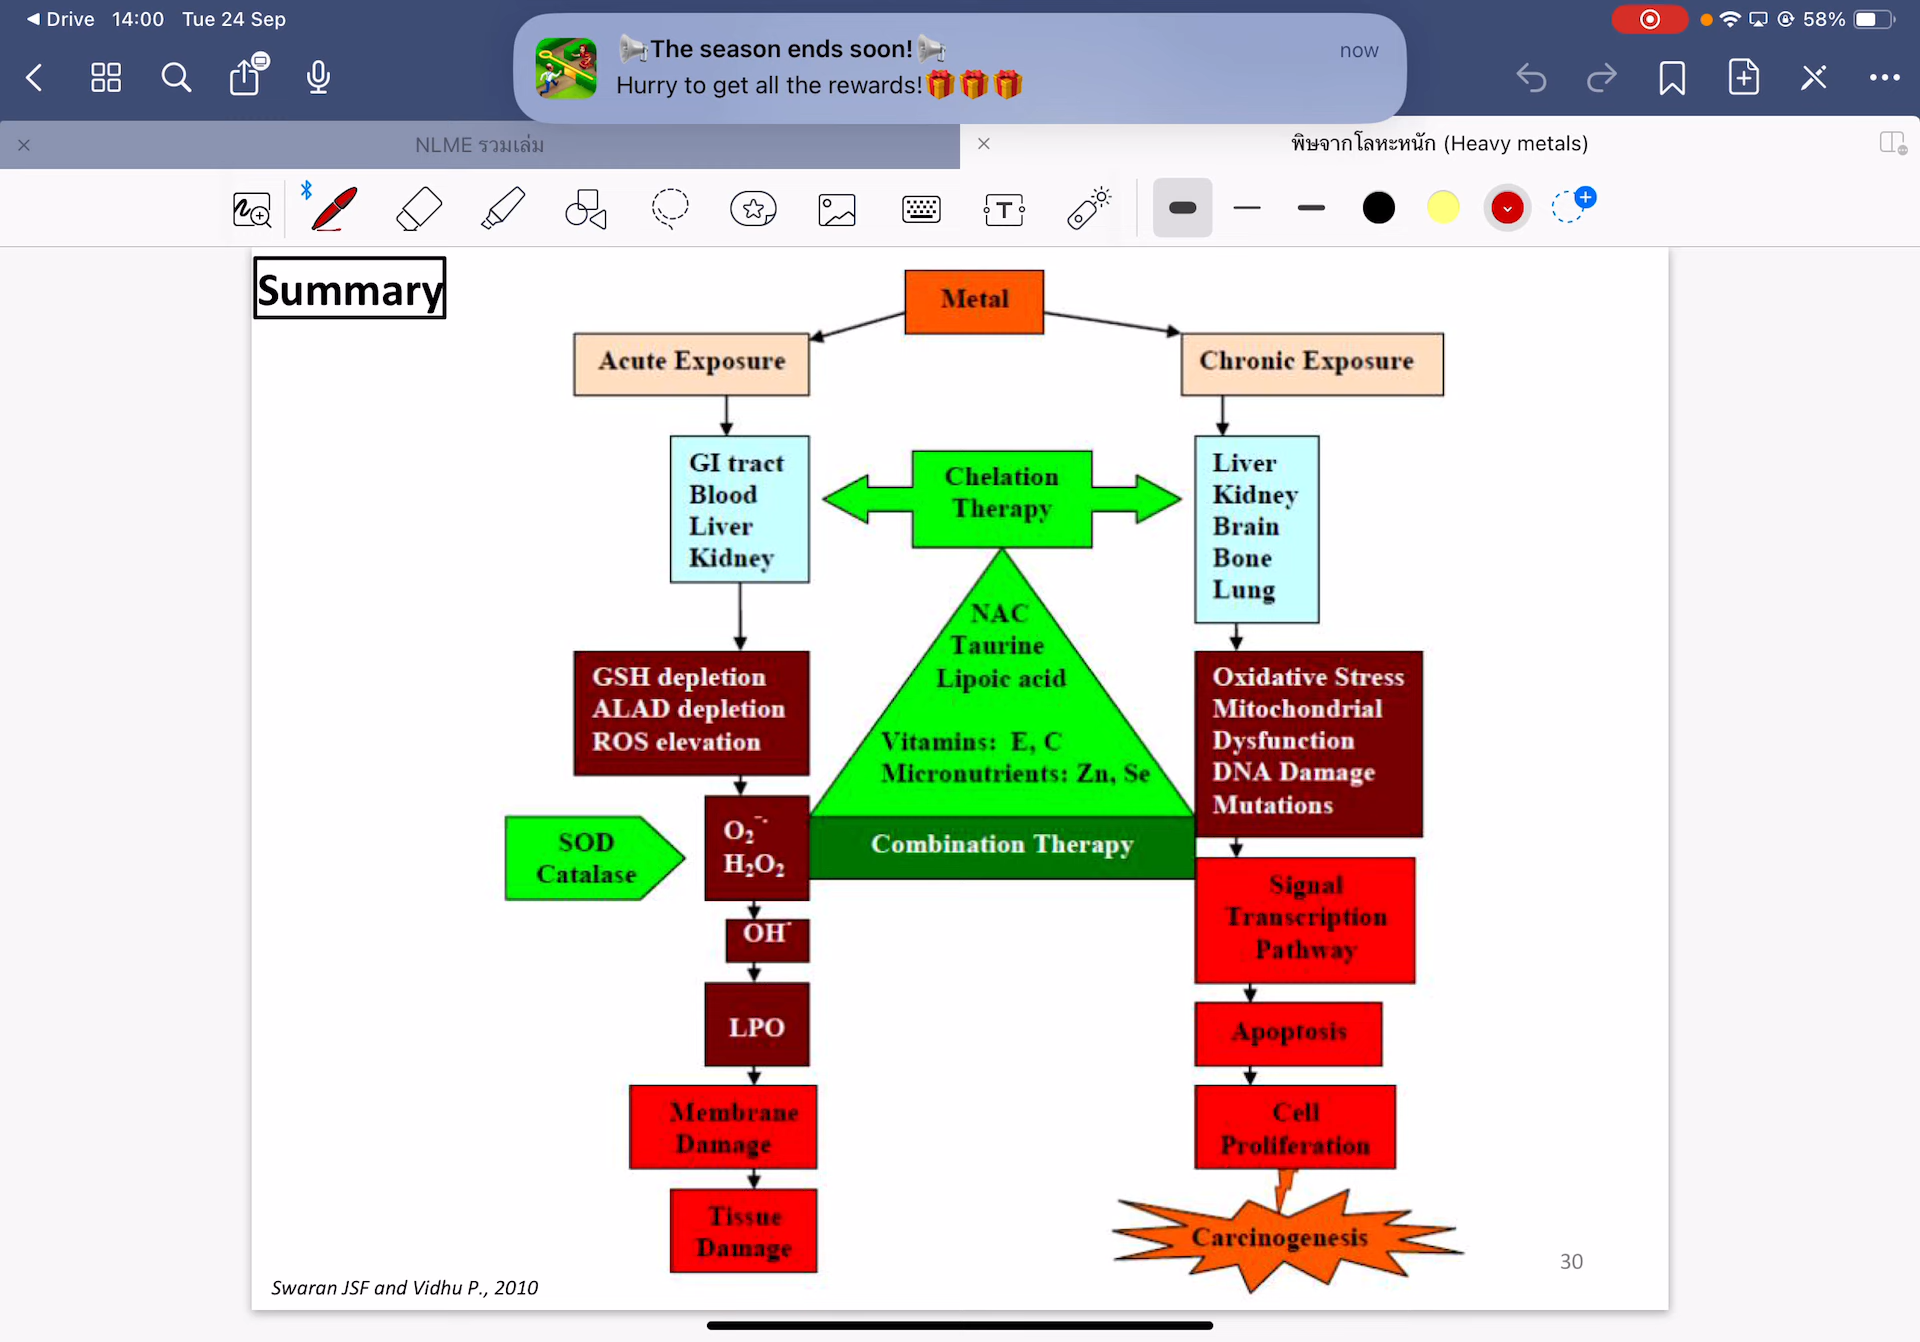 Drive 14:00 Tue 24 Sep
58%
📢The season ends soon!📢
now
Hurry to get all the rewards!🎁🎁🎁
NLME รวมเล่ม
พิษจากโลหะหนัก (Heavy metals)
Summary
Metal
Acute Exposure
Chronic Exposure
GI tract
Blood
Liver
Kidney
Chelation
Therapy
Liver
Kidney
Brain
Bone
Lung
NAC
Taurine
Lipoic acid
Vitamins: E, C
Micronutrients: Zn, Se
Combination Therapy
GSH depletion
ALAD depletion
ROS elevation
Oxidative Stress
Mitochondrial
Dysfunction
DNA Damage
Mutations
SOD
Catalase
O₂⁻·
H₂O₂
OH·
LPO
Membrane
Damage
Tissue
Damage
Signal
Transcription
Pathway
Apoptosis
Cell
Proliferation
Carcinogenesis
30
Swaran JSF and Vidhu P., 2010